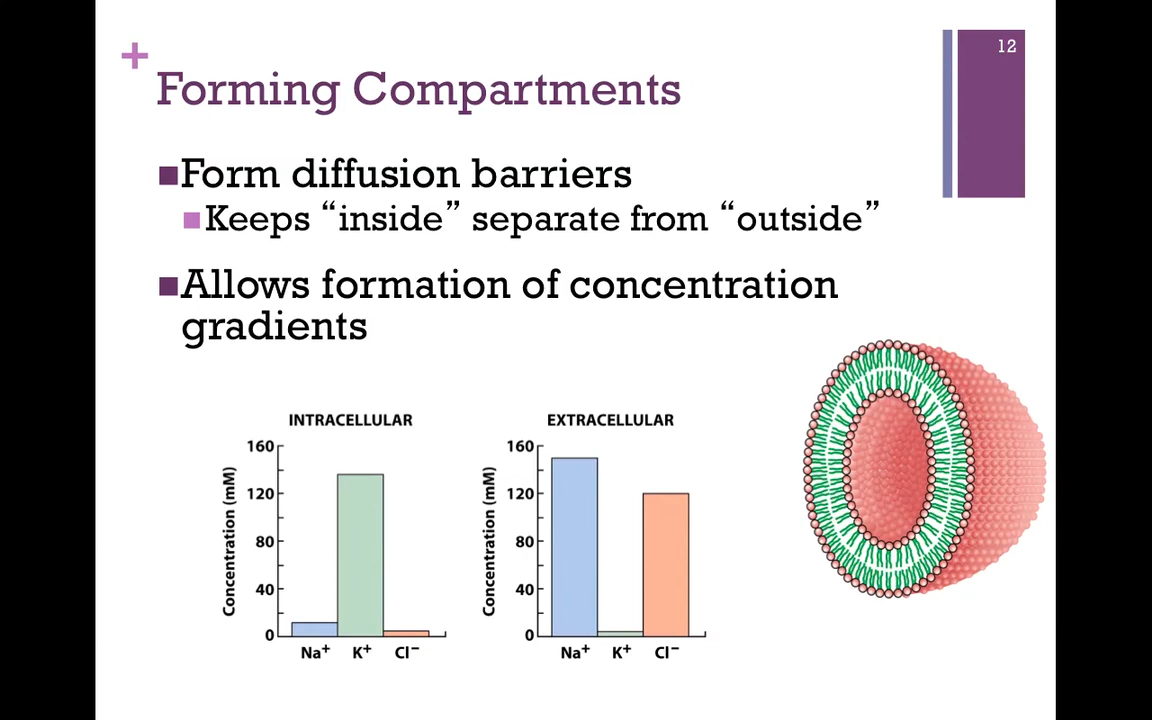 12
+
Forming Compartments
■Form diffusion barriers
■Keeps “inside” separate from “outside”
■Allows formation of concentration
gradients
INTRACELLULAR
Concentration (mM)
160
120
80
40
0
Na⁺ K⁺ Cl⁻
EXTRACELLULAR
Concentration (mM)
160
120
80
40
0
Na⁺ K⁺ Cl⁻